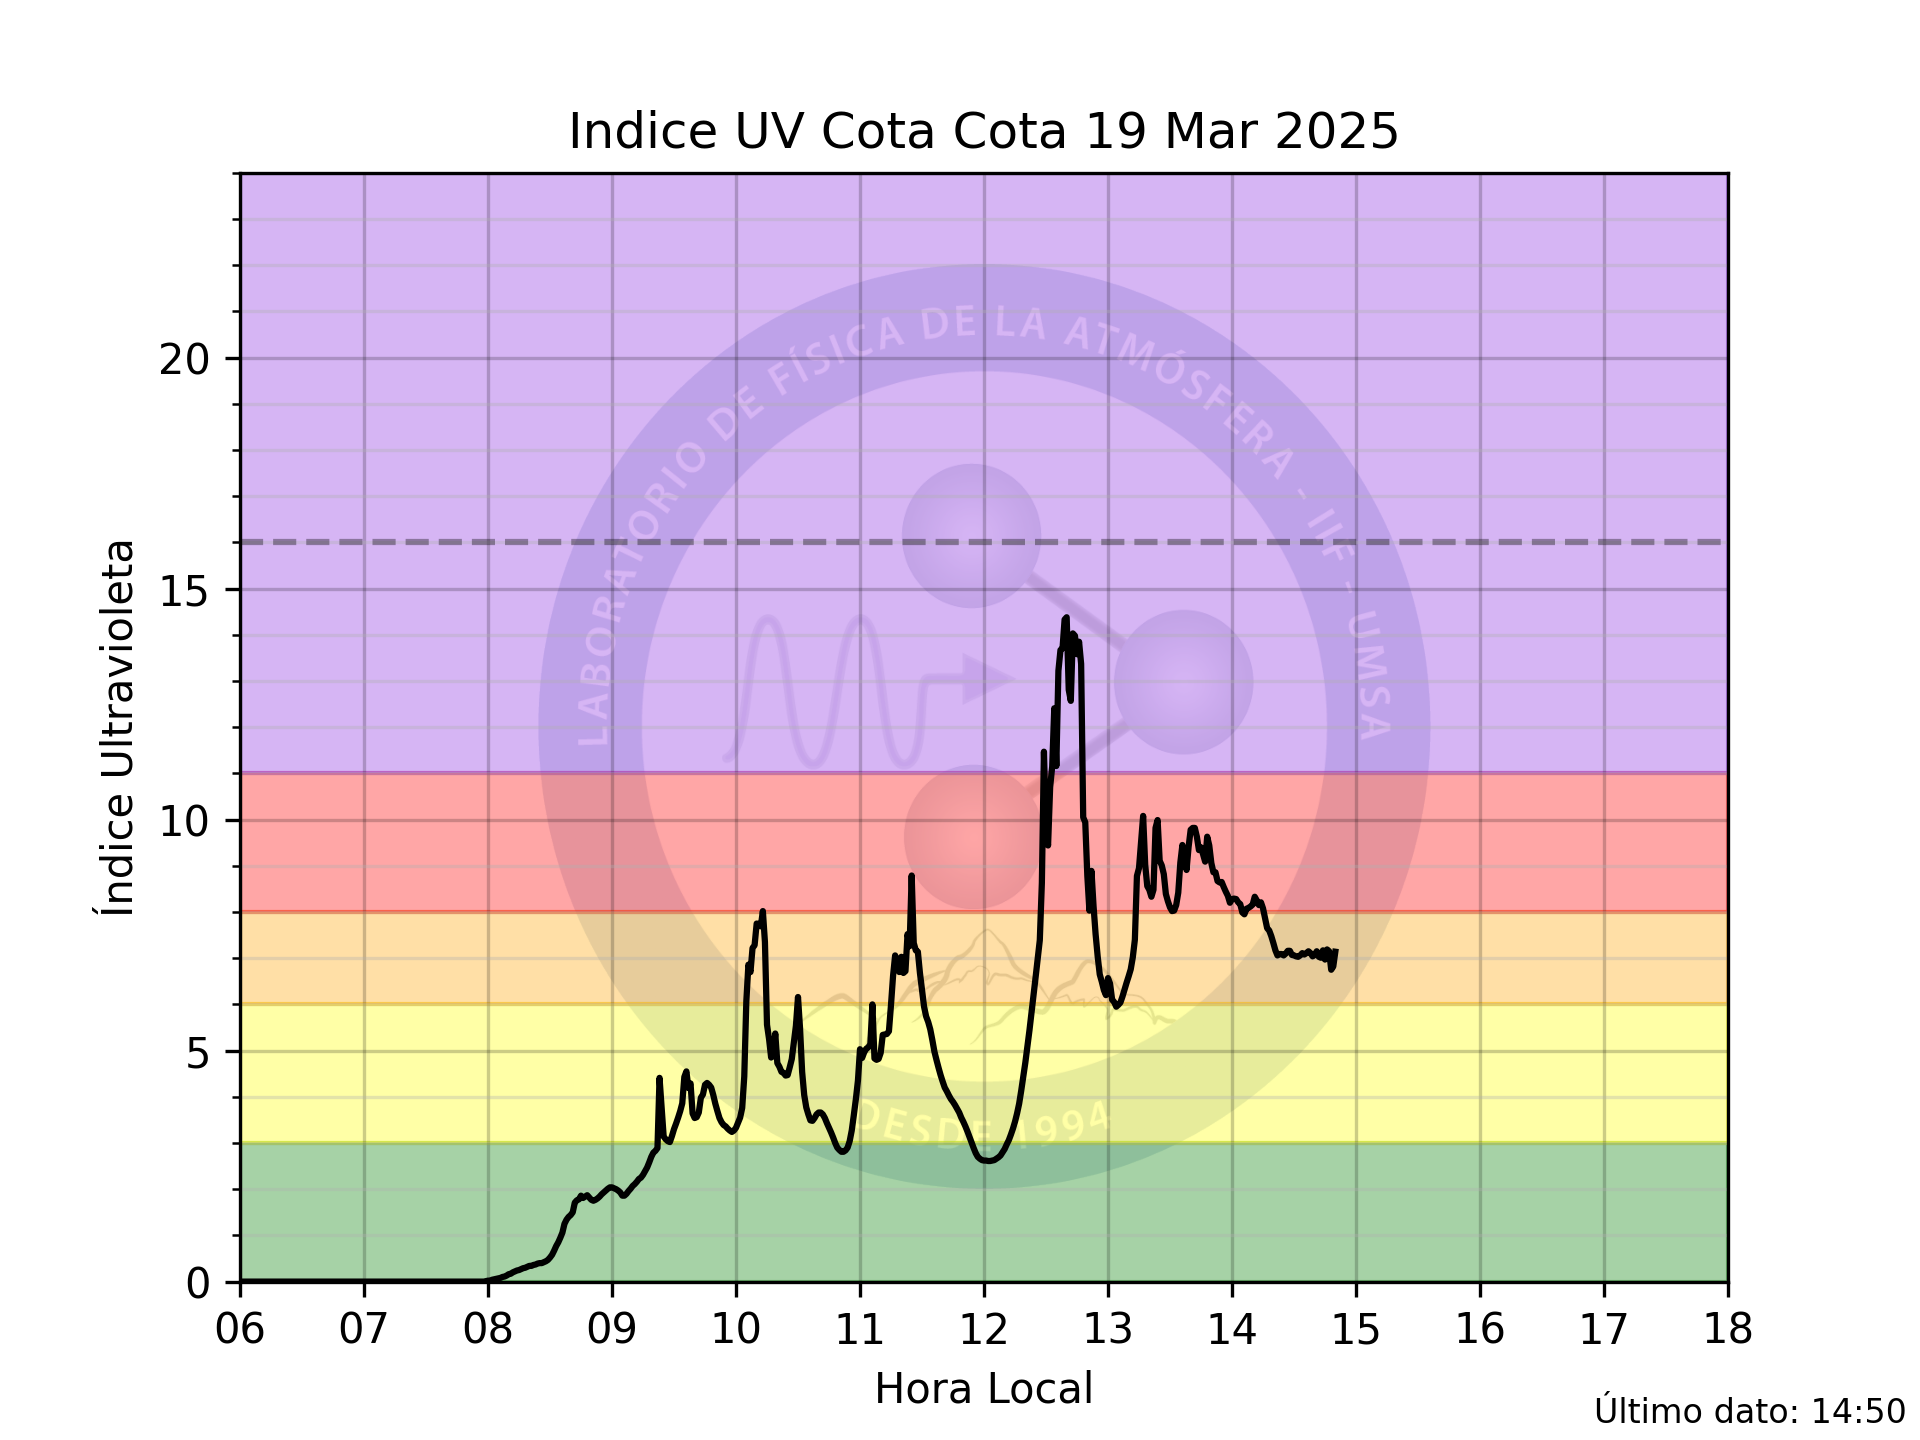 Indice UV Cota Cota 19 Mar 2025
Índice Ultravioleta
20
15
10
5
0
LABORATORIO DE FÍSICA DE LA ATMÓSFERA - IIF - UMSA
DESDE 1994
06 07 08 09 10 11 12 13 14 15 16 17 18
Hora Local
Último dato: 14:50